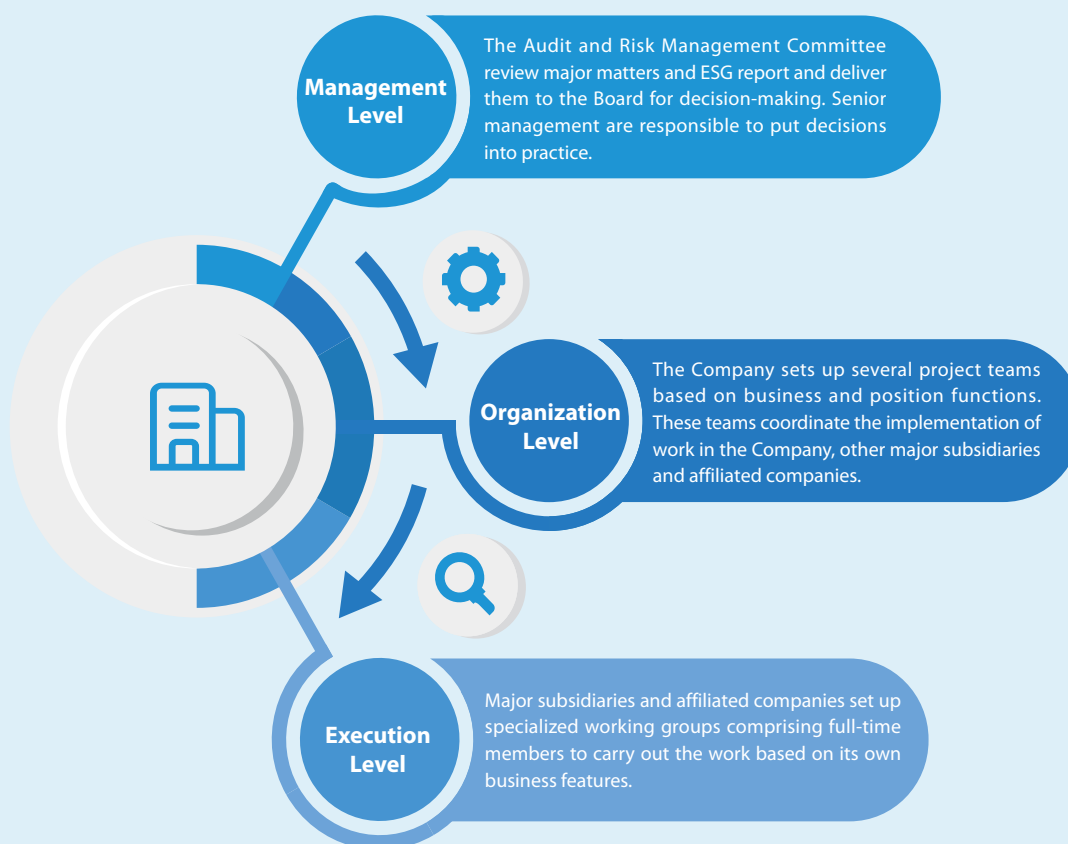 Management
Level
The Audit and Risk Management Committee
review major matters and ESG report and deliver
them to the Board for decision-making. Senior
management are responsible to put decisions
into practice.
Organization
Level
The Company sets up several project teams
based on business and position functions.
These teams coordinate the implementation of
work in the Company, other major subsidiaries
and affiliated companies.
Execution
Level
Major subsidiaries and affiliated companies set up
specialized working groups comprising full-time
members to carry out the work based on its own
business features.